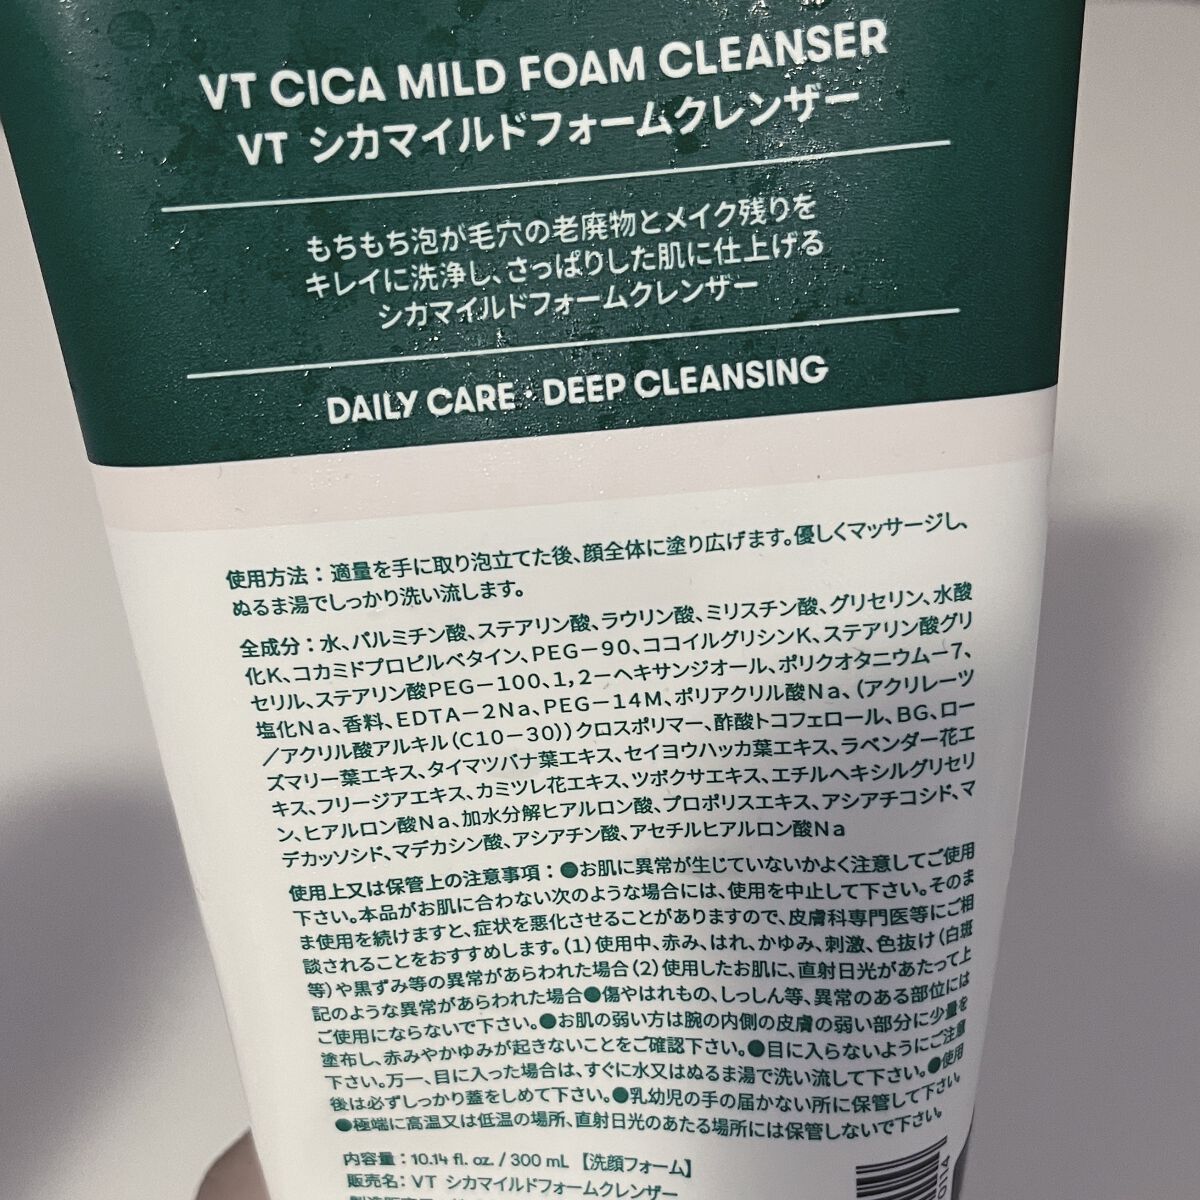 VT CICA MILD FOAM CLEANSER
VT シカマイルドフォームクレンザー
もちもち泡が毛穴の老廃物とメイク残りを
キレイに洗浄し、さっぱりした肌に仕上げる
シカマイルドフォームクレンザー
DAILY CARE・DEEP CLEANSING
使用方法：適量を手に取り泡立てた後、顔全体に塗り広げます。優しくマッサージし、
ぬるま湯でしっかり洗い流します。
全成分：水、パルミチン酸、ステアリン酸、ラウリン酸、ミリスチン酸、グリセリン、水酸
化K、コカミドプロピルベタイン、PEG－90、ココイルグリシンK、ステアリン酸グリ
セリル、ステアリン酸PEG－100、1，2－ヘキサンジオール、ポリクオタニウム－7、
塩化Na、香料、EDTA－2Na、PEG－14M、ポリアクリル酸Na、（アクリレーツ
／アクリル酸アルキル（C10－30））クロスポリマー、酢酸トコフェロール、BG、ロー
ズマリー葉エキス、タイマツバナ葉エキス、セイヨウハッカ葉エキス、ラベンダー花エ
キス、フリージアエキス、カミツレ花エキス、ツボクサエキス、エチルヘキシルグリセリ
ン、ヒアルロン酸Na、加水分解ヒアルロン酸、プロポリスエキス、アシアチコシド、マ
デカッソシド、マデカシン酸、アシアチン酸、アセチルヒアルロン酸Na
使用上又は保管上の注意事項：●お肌に異常が生じていないかよく注意してご使用
下さい。本品がお肌に合わない次のような場合には、使用を中止して下さい。そのま
ま使用を続けますと、症状を悪化させることがありますので、皮膚科専門医等にご相
談されることをおすすめします。（1）使用中、赤み、はれ、かゆみ、刺激、色抜け（白斑
等）や黒ずみ等の異常があらわれた場合（2）使用したお肌に、直射日光があたって上
記のような異常があらわれた場合●傷やはれもの、しっしん等、異常のある部位には
ご使用にならないで下さい。●お肌の弱い方は腕の内側の皮膚の弱い部分に少量を
塗布し、赤みやかゆみが起きないことをご確認下さい。●目に入らないようにご注意
下さい。万一、目に入った場合は、すぐに水又はぬるま湯で洗い流して下さい。●使用
後は必ずしっかり蓋をしめて下さい。●乳幼児の手の届かない所に保管して下さい。
●極端に高温又は低温の場所、直射日光のあたる場所には保管しないで下さい。
内容量：10.14 fl. oz. / 300 mL 【洗顔フォーム】
販売名：VT シカマイルドフォームクレンザー